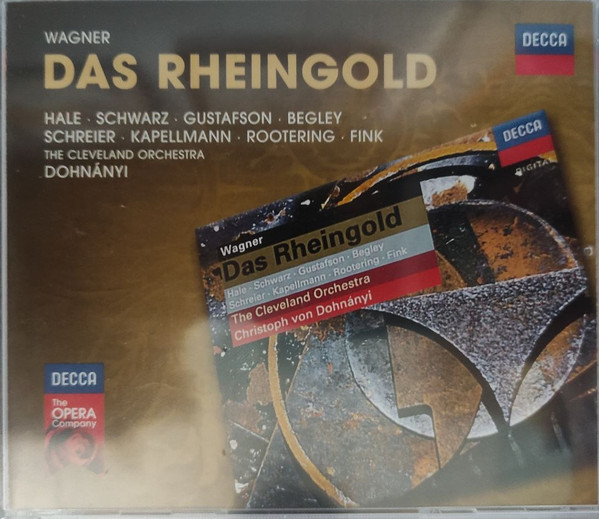 WAGNER
DAS RHEINGOLD
HALE · SCHWARZ · GUSTAFSON · BEGLEY
SCHREIER · KAPELLMANN · ROOTERING · FINK
THE CLEVELAND ORCHESTRA
DOHNÁNYI
DECCA
DECCA
DIGITAL
Wagner
Das Rheingold
Hale · Schwarz · Gustafson · Begley
Schreier · Kapellmann · Rootering · Fink
The Cleveland Orchestra
Christoph von Dohnányi
DECCA
The
OPERA
Company